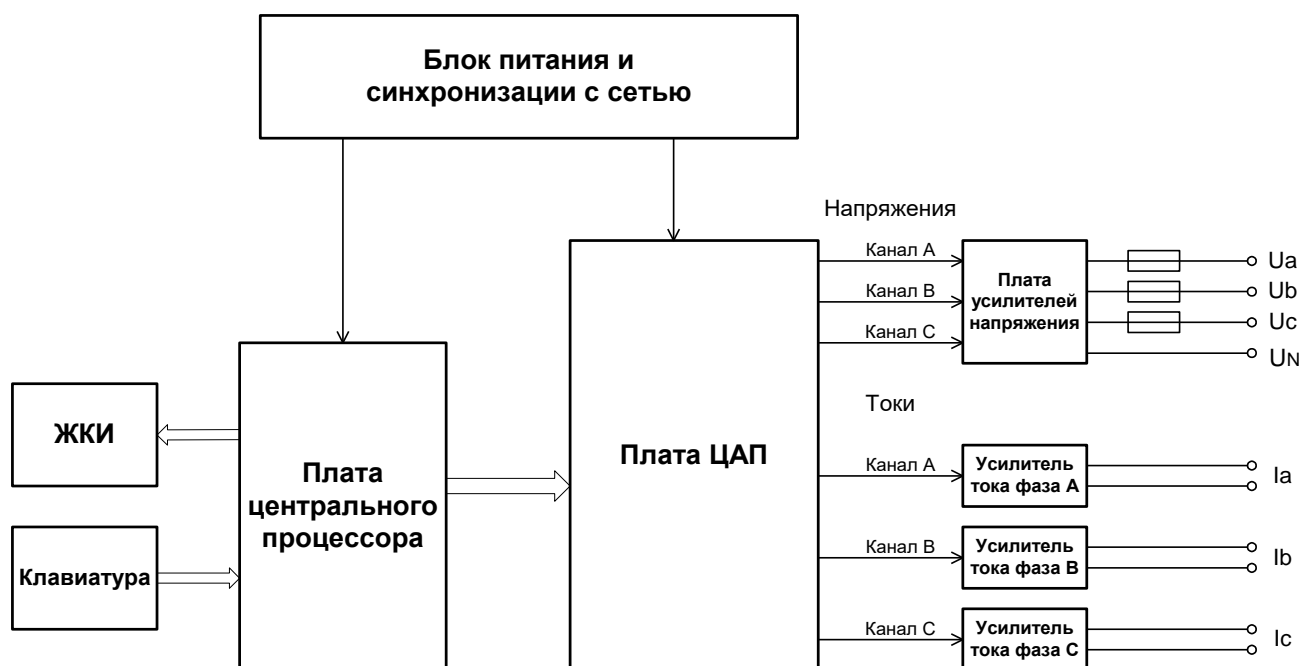 Блок питания и
синхронизации с сетью
Напряжения
Канал A
Канал B
Канал C
Плата
усилителей
напряжения
Ua
Ub
Uc
UN
ЖКИ
Клавиатура
Плата
центрального
процессора
Плата ЦАП
Токи
Канал A
Усилитель
тока фаза A
Ia
Канал B
Усилитель
тока фаза B
Ib
Канал C
Усилитель
тока фаза C
Ic